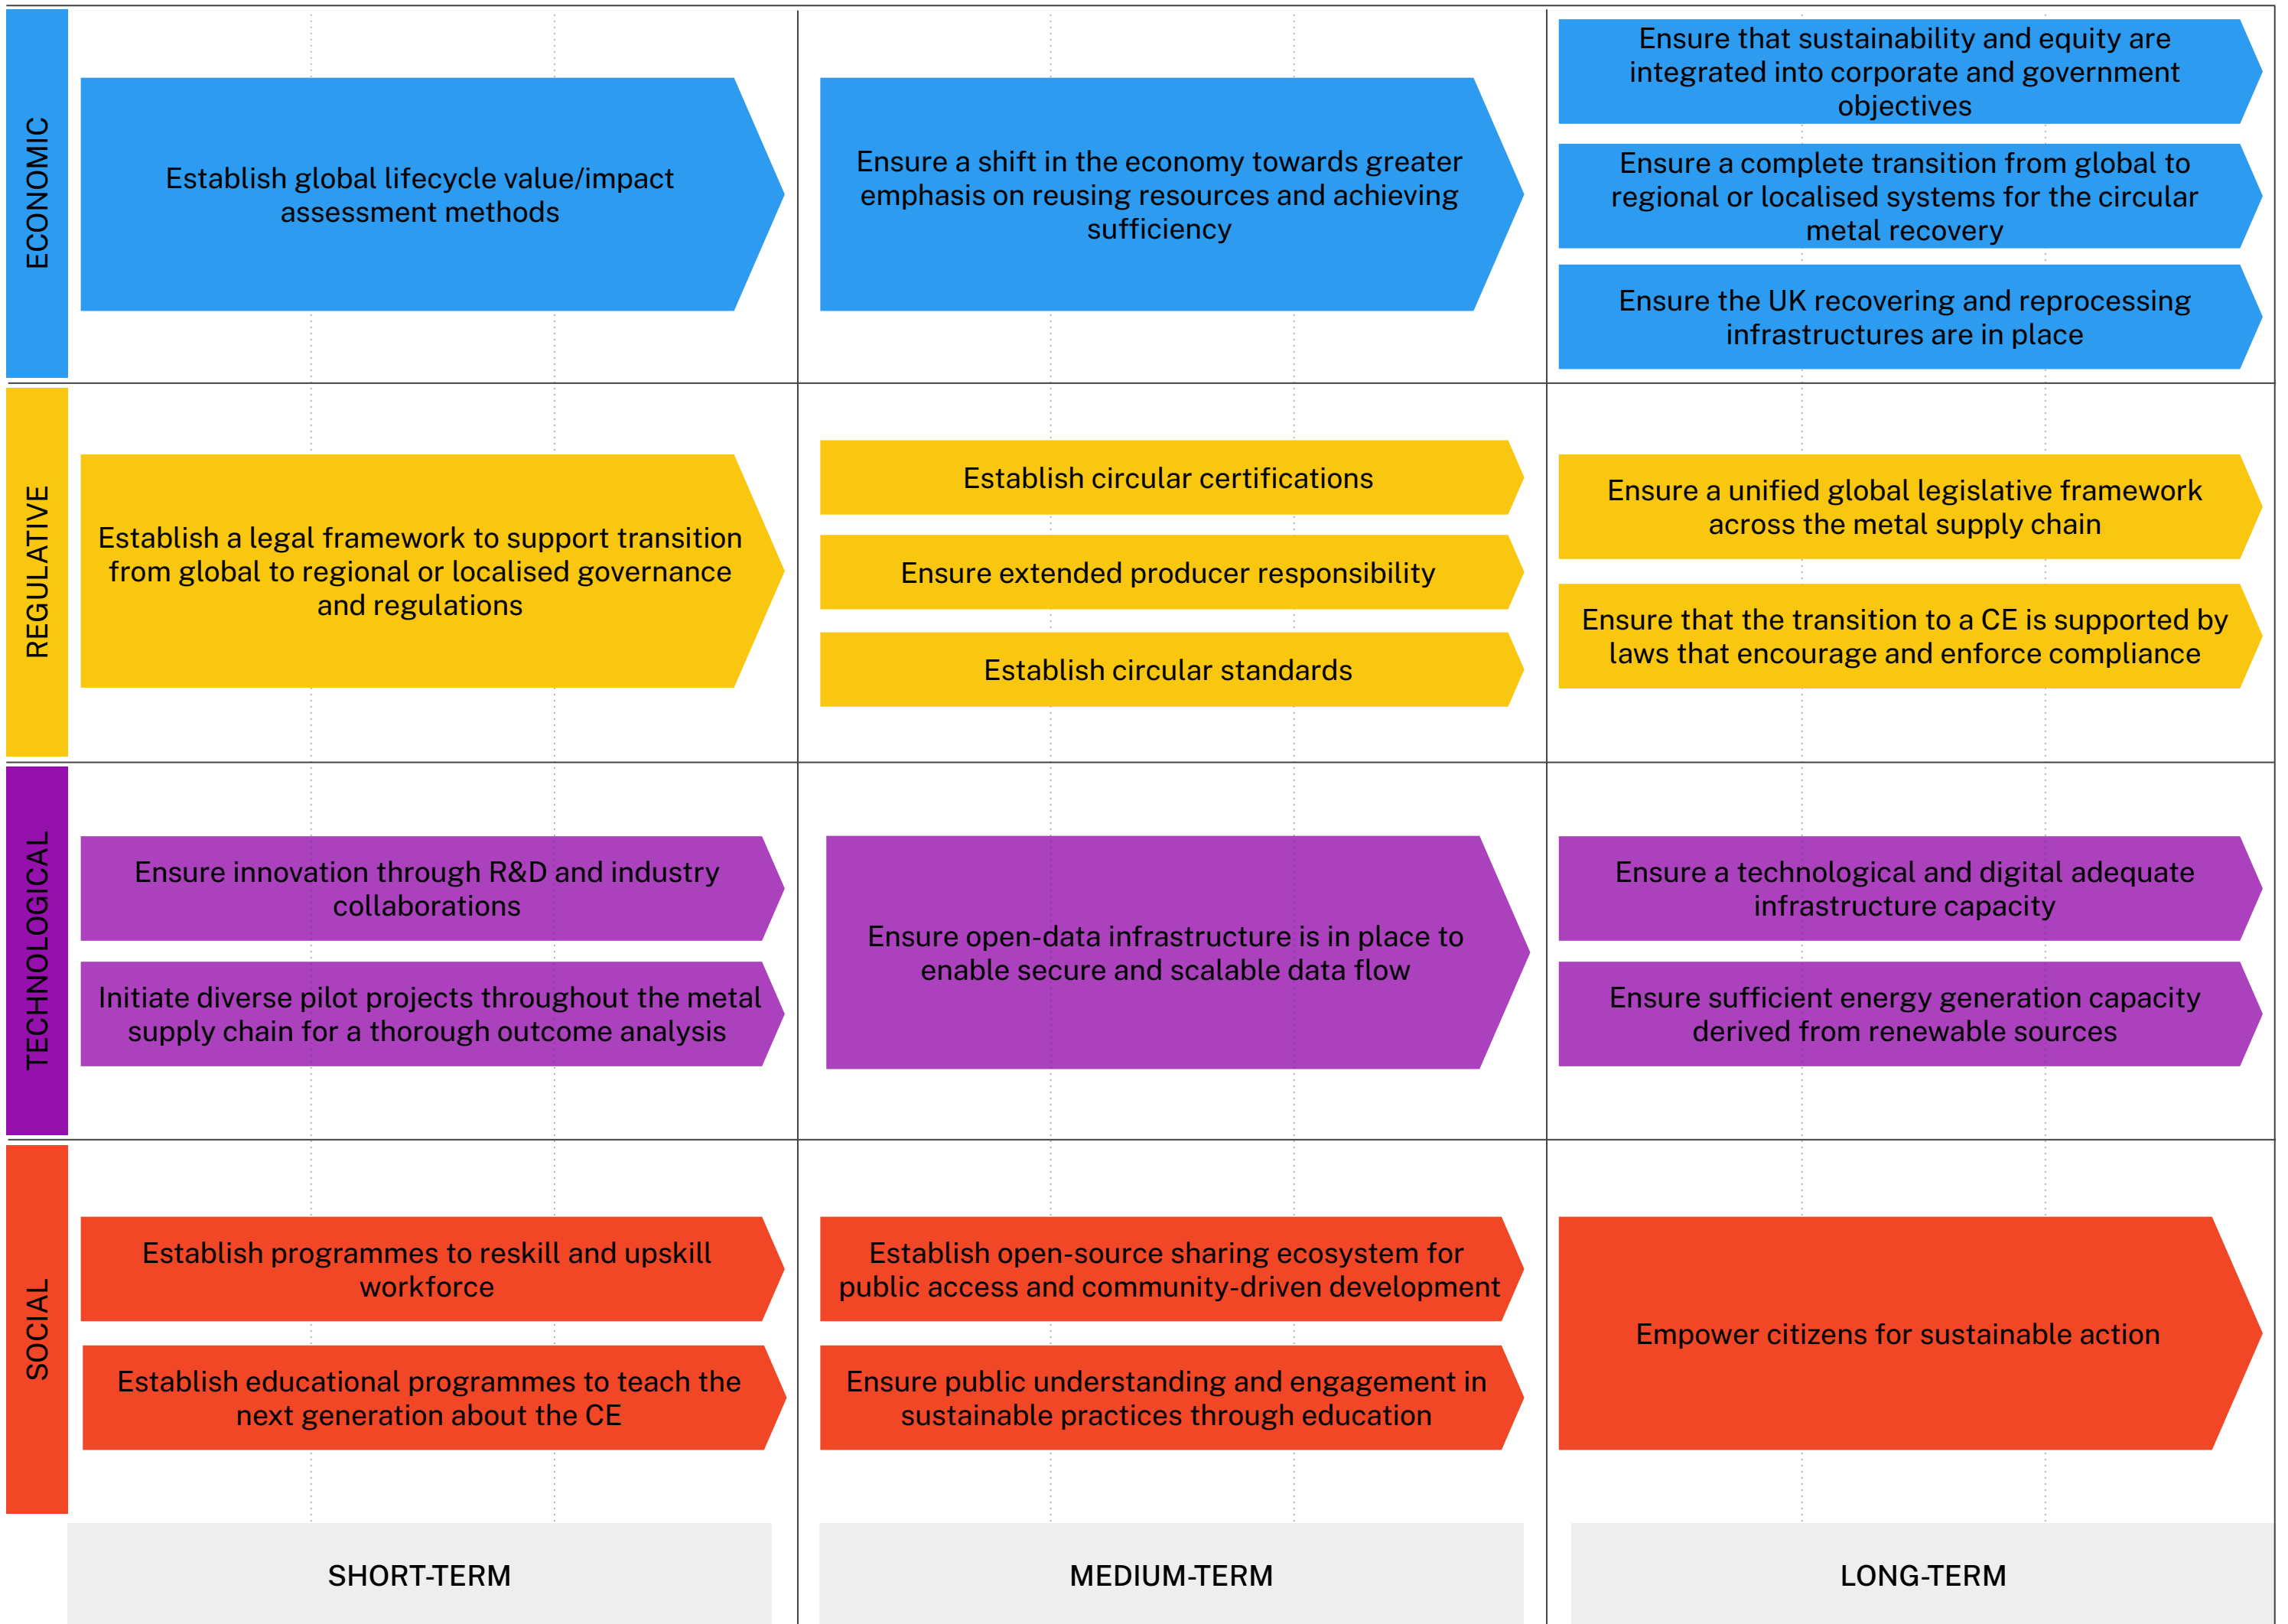 ECONOMIC
Establish global lifecycle value/impact
assessment methods
Ensure a shift in the economy towards greater
emphasis on reusing resources and achieving
sufficiency
Ensure that sustainability and equity are
integrated into corporate and government
objectives
Ensure a complete transition from global to
regional or localised systems for the circular
metal recovery
Ensure the UK recovering and reprocessing
infrastructures are in place
REGULATIVE
Establish a legal framework to support transition
from global to regional or localised governance
and regulations
Establish circular certifications
Ensure extended producer responsibility
Establish circular standards
Ensure a unified global legislative framework
across the metal supply chain
Ensure that the transition to a CE is supported by
laws that encourage and enforce compliance
TECHNOLOGICAL
Ensure innovation through R&D and industry
collaborations
Initiate diverse pilot projects throughout the metal
supply chain for a thorough outcome analysis
Ensure open-data infrastructure is in place to
enable secure and scalable data flow
Ensure a technological and digital adequate
infrastructure capacity
Ensure sufficient energy generation capacity
derived from renewable sources
SOCIAL
Establish programmes to reskill and upskill
workforce
Establish educational programmes to teach the
next generation about the CE
Establish open-source sharing ecosystem for
public access and community-driven development
Ensure public understanding and engagement in
sustainable practices through education
Empower citizens for sustainable action
SHORT-TERM
MEDIUM-TERM
LONG-TERM